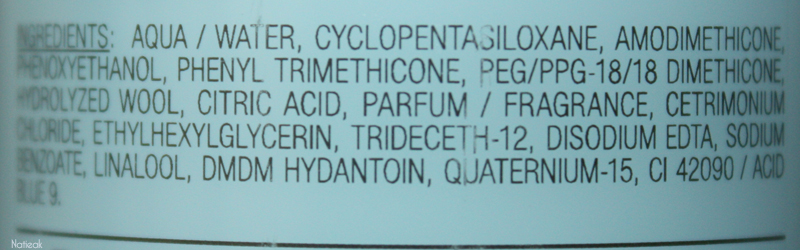 INGREDIENTS: AQUA / WATER, CYCLOPENTASILOXANE, AMODIMETHICONE,
PHENOXYETHANOL, PHENYL TRIMETHICONE, PEG/PPG-18/18 DIMETHICONE,
HYDROLYZED WOOL, CITRIC ACID, PARFUM / FRAGRANCE, CETRIMONIUM
CHLORIDE, ETHYLHEXYLGLYCERIN, TRIDECETH-12, DISODIUM EDTA, SODIUM
BENZOATE, LINALOOL, DMDM HYDANTOIN, QUATERNIUM-15, CI 42090 / ACID
BLUE 9.
Natieok